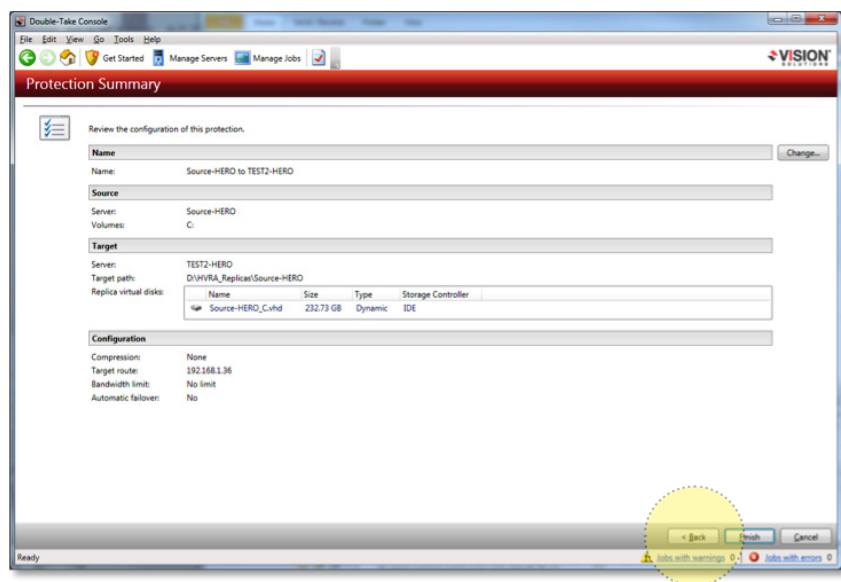 Double-Take Console
File Edit View Go Tools Help
Get Started Manage Servers Manage Jobs
VISION
SOLUTIONS
Protection Summary
Review the configuration of this protection.
Name
Change...
Name: Source-HERO to TEST2-HERO
Source
Server: Source-HERO
Volumes: C:
Target
Server: TEST2-HERO
Target path: D:\HVRA_Replicas\Source-HERO
Replica virtual disks:
Name Size Type Storage Controller
Source-HERO_C.vhd 232.73 GB Dynamic IDE
Configuration
Compression: None
Target route: 192.168.1.36
Bandwidth limit: No limit
Automatic failover: No
< Back Finish Cancel
Ready
Jobs with warnings 0 Jobs with errors 0